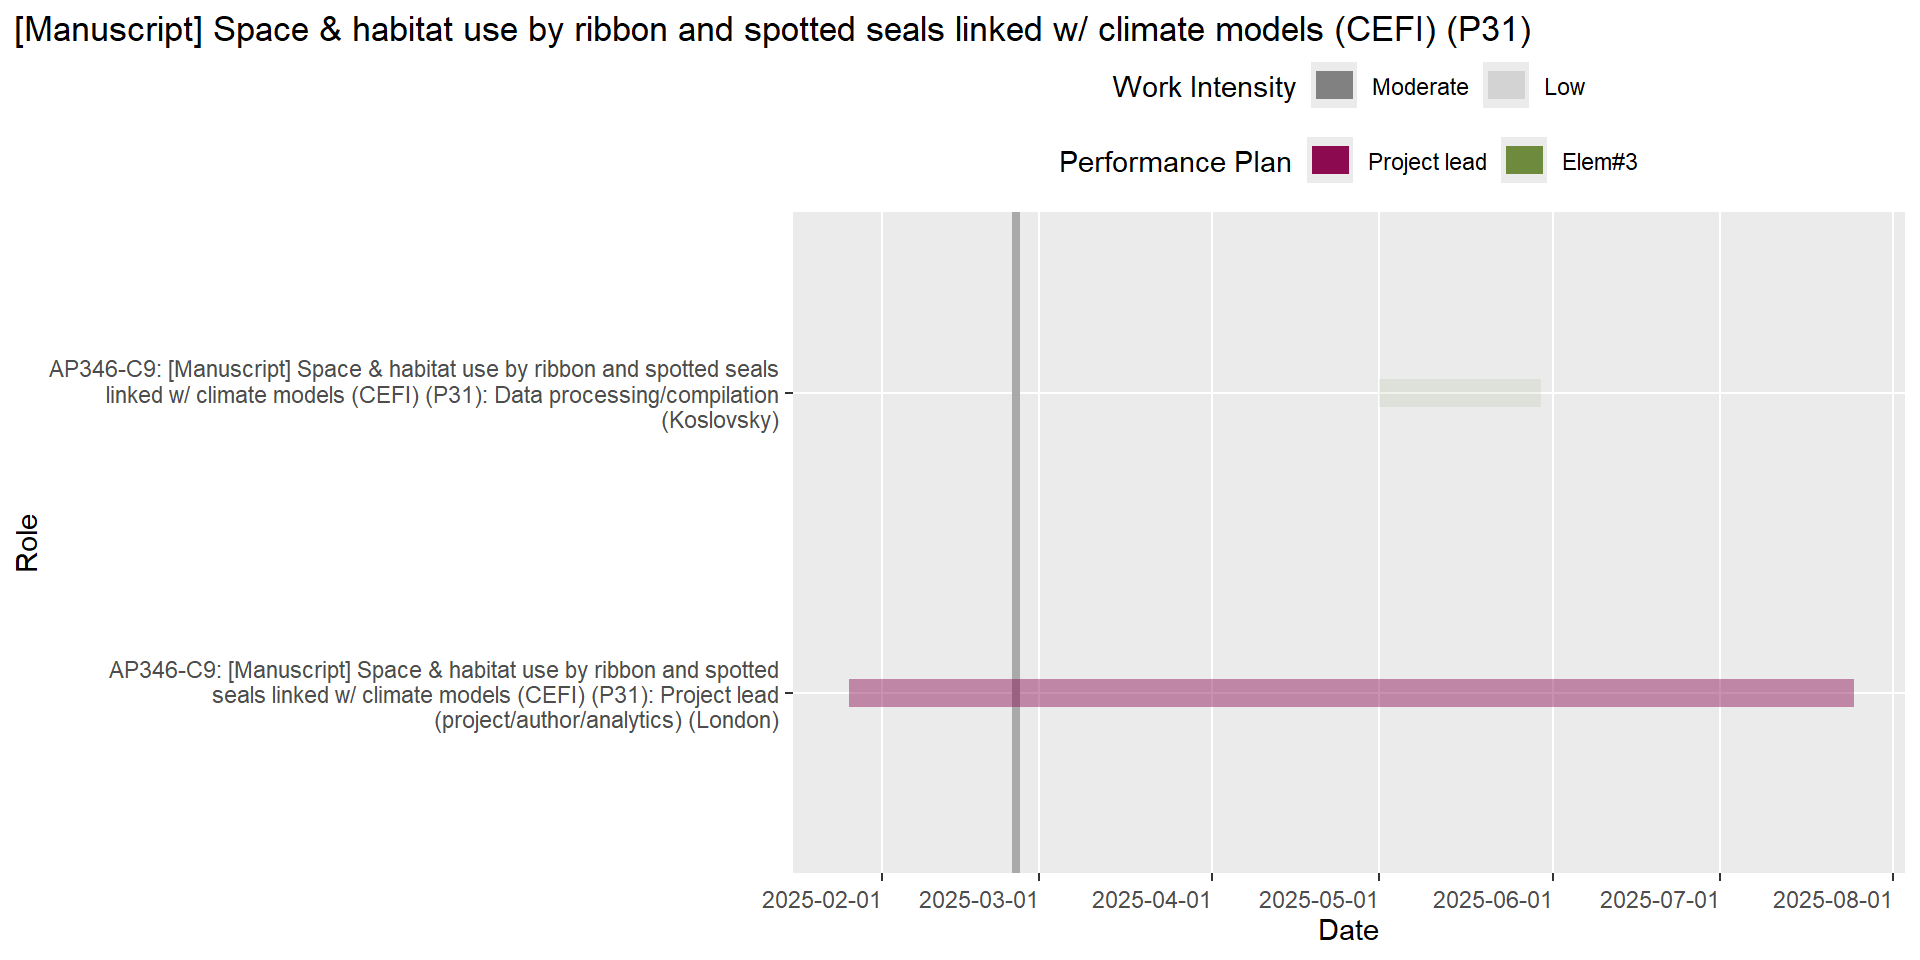 [Manuscript] Space & habitat use by ribbon and spotted seals linked w/ climate models (CEFI) (P31)
Work Intensity Moderate Low
Performance Plan Project lead Elem#3
AP346-C9: [Manuscript] Space & habitat use by ribbon and spotted seals
linked w/ climate models (CEFI) (P31): Data processing/compilation
(Koslovsky)
Role
AP346-C9: [Manuscript] Space & habitat use by ribbon and spotted
seals linked w/ climate models (CEFI) (P31): Project lead
(project/author/analytics) (London)
2025-02-01 2025-03-01 2025-04-01 2025-05-01 2025-06-01 2025-07-01 2025-08-01
Date